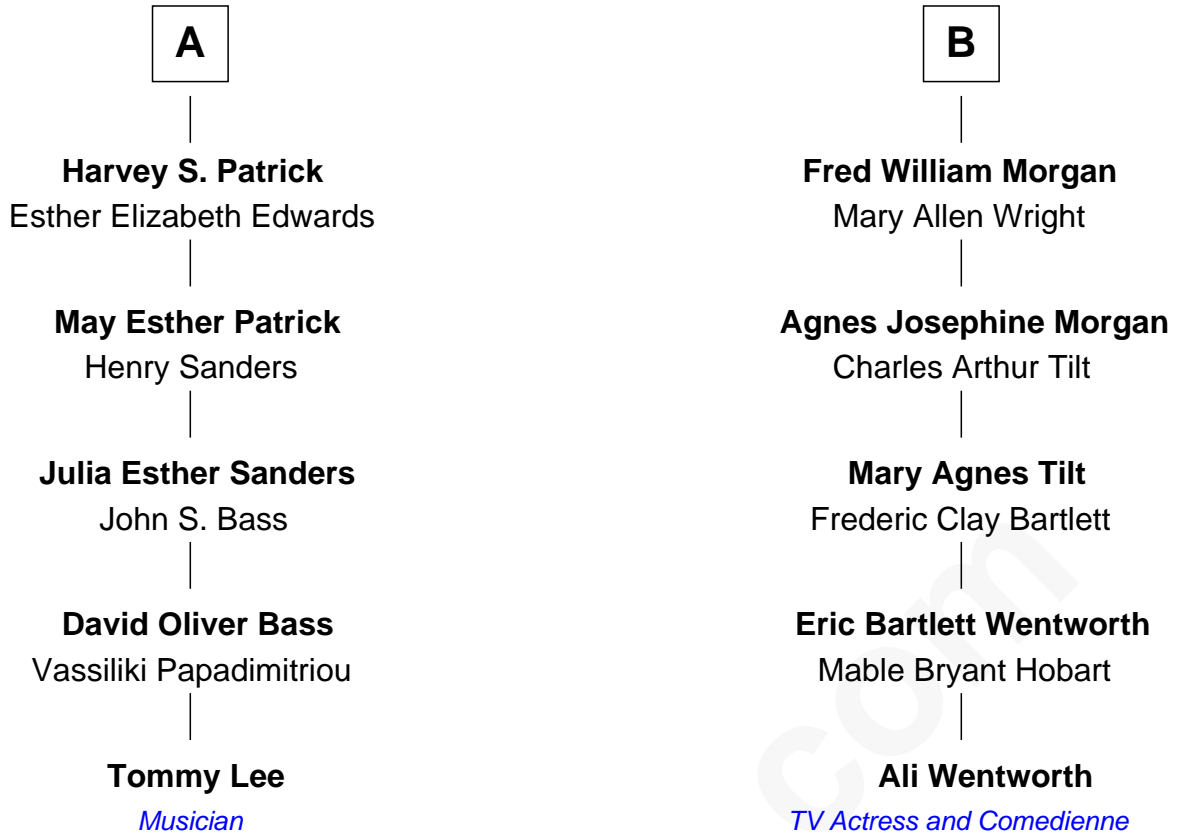 A
Harvey S. Patrick
Esther Elizabeth Edwards
May Esther Patrick
Henry Sanders
Julia Esther Sanders
John S. Bass
David Oliver Bass
Vassiliki Papadimitriou
Tommy Lee
Musician
B
Fred William Morgan
Mary Allen Wright
Agnes Josephine Morgan
Charles Arthur Tilt
Mary Agnes Tilt
Frederic Clay Bartlett
Eric Bartlett Wentworth
Mable Bryant Hobart
Ali Wentworth
TV Actress and Comedienne
com